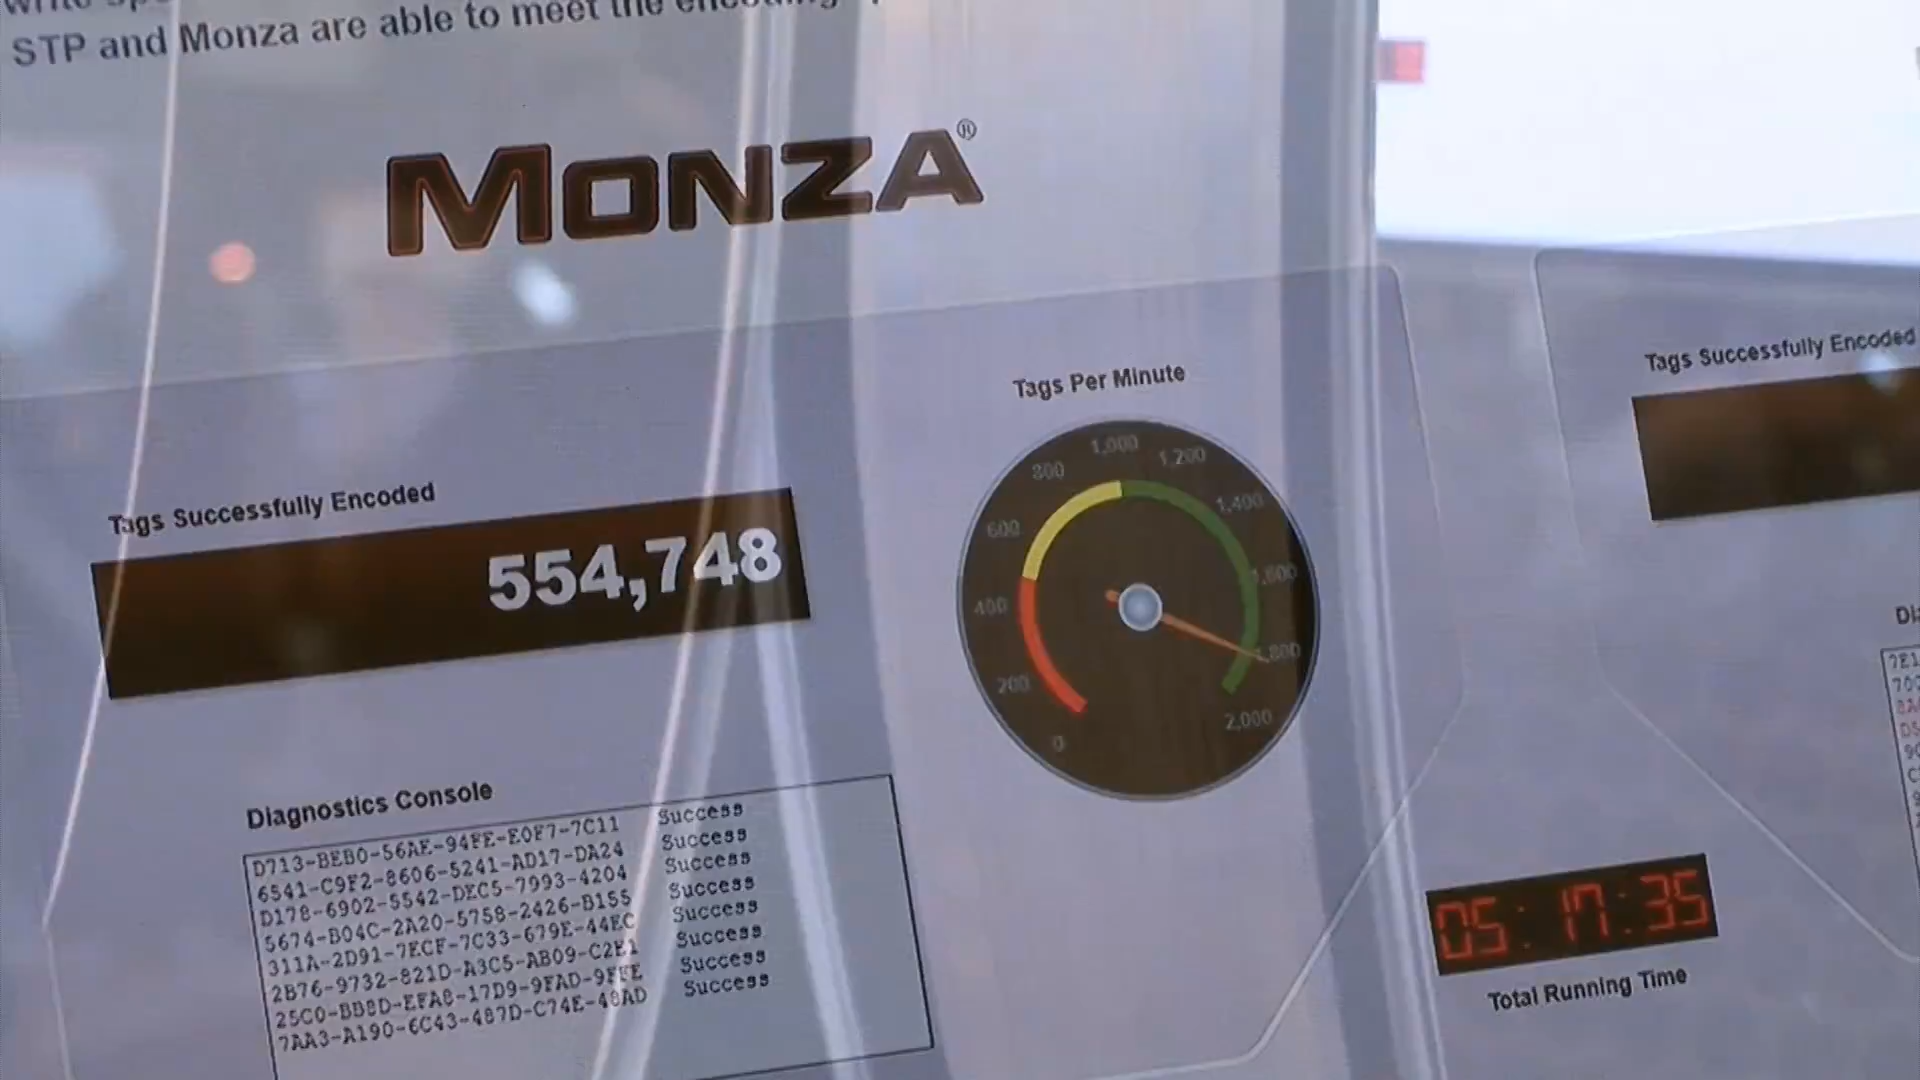 STP and Monza are able to meet the encoding
MONZA®
Tags Successfully Encoded
554,748
Tags Per Minute
0
200
400
600
800
1,000
1,200
1,400
1,600
1,800
2,000
Diagnostics Console
D713-BEB0-56AE-94FE-E0F7-7C11 Success
6541-C9F2-8606-5241-AD17-DA24 Success
D178-6902-5542-DEC5-7993-4204 Success
5674-B04C-2A20-5758-2426-B155 Success
311A-2D91-7ECF-7C33-679E-44EC Success
2B76-9732-821D-A3C5-AB09-C2E1 Success
25C0-BB8D-EFA8-17D9-9FAD-9FFE Success
7AA3-A190-6C43-487D-C74E-48AD Success
05:17:35
Total Running Time
Tags Successfully Encoded